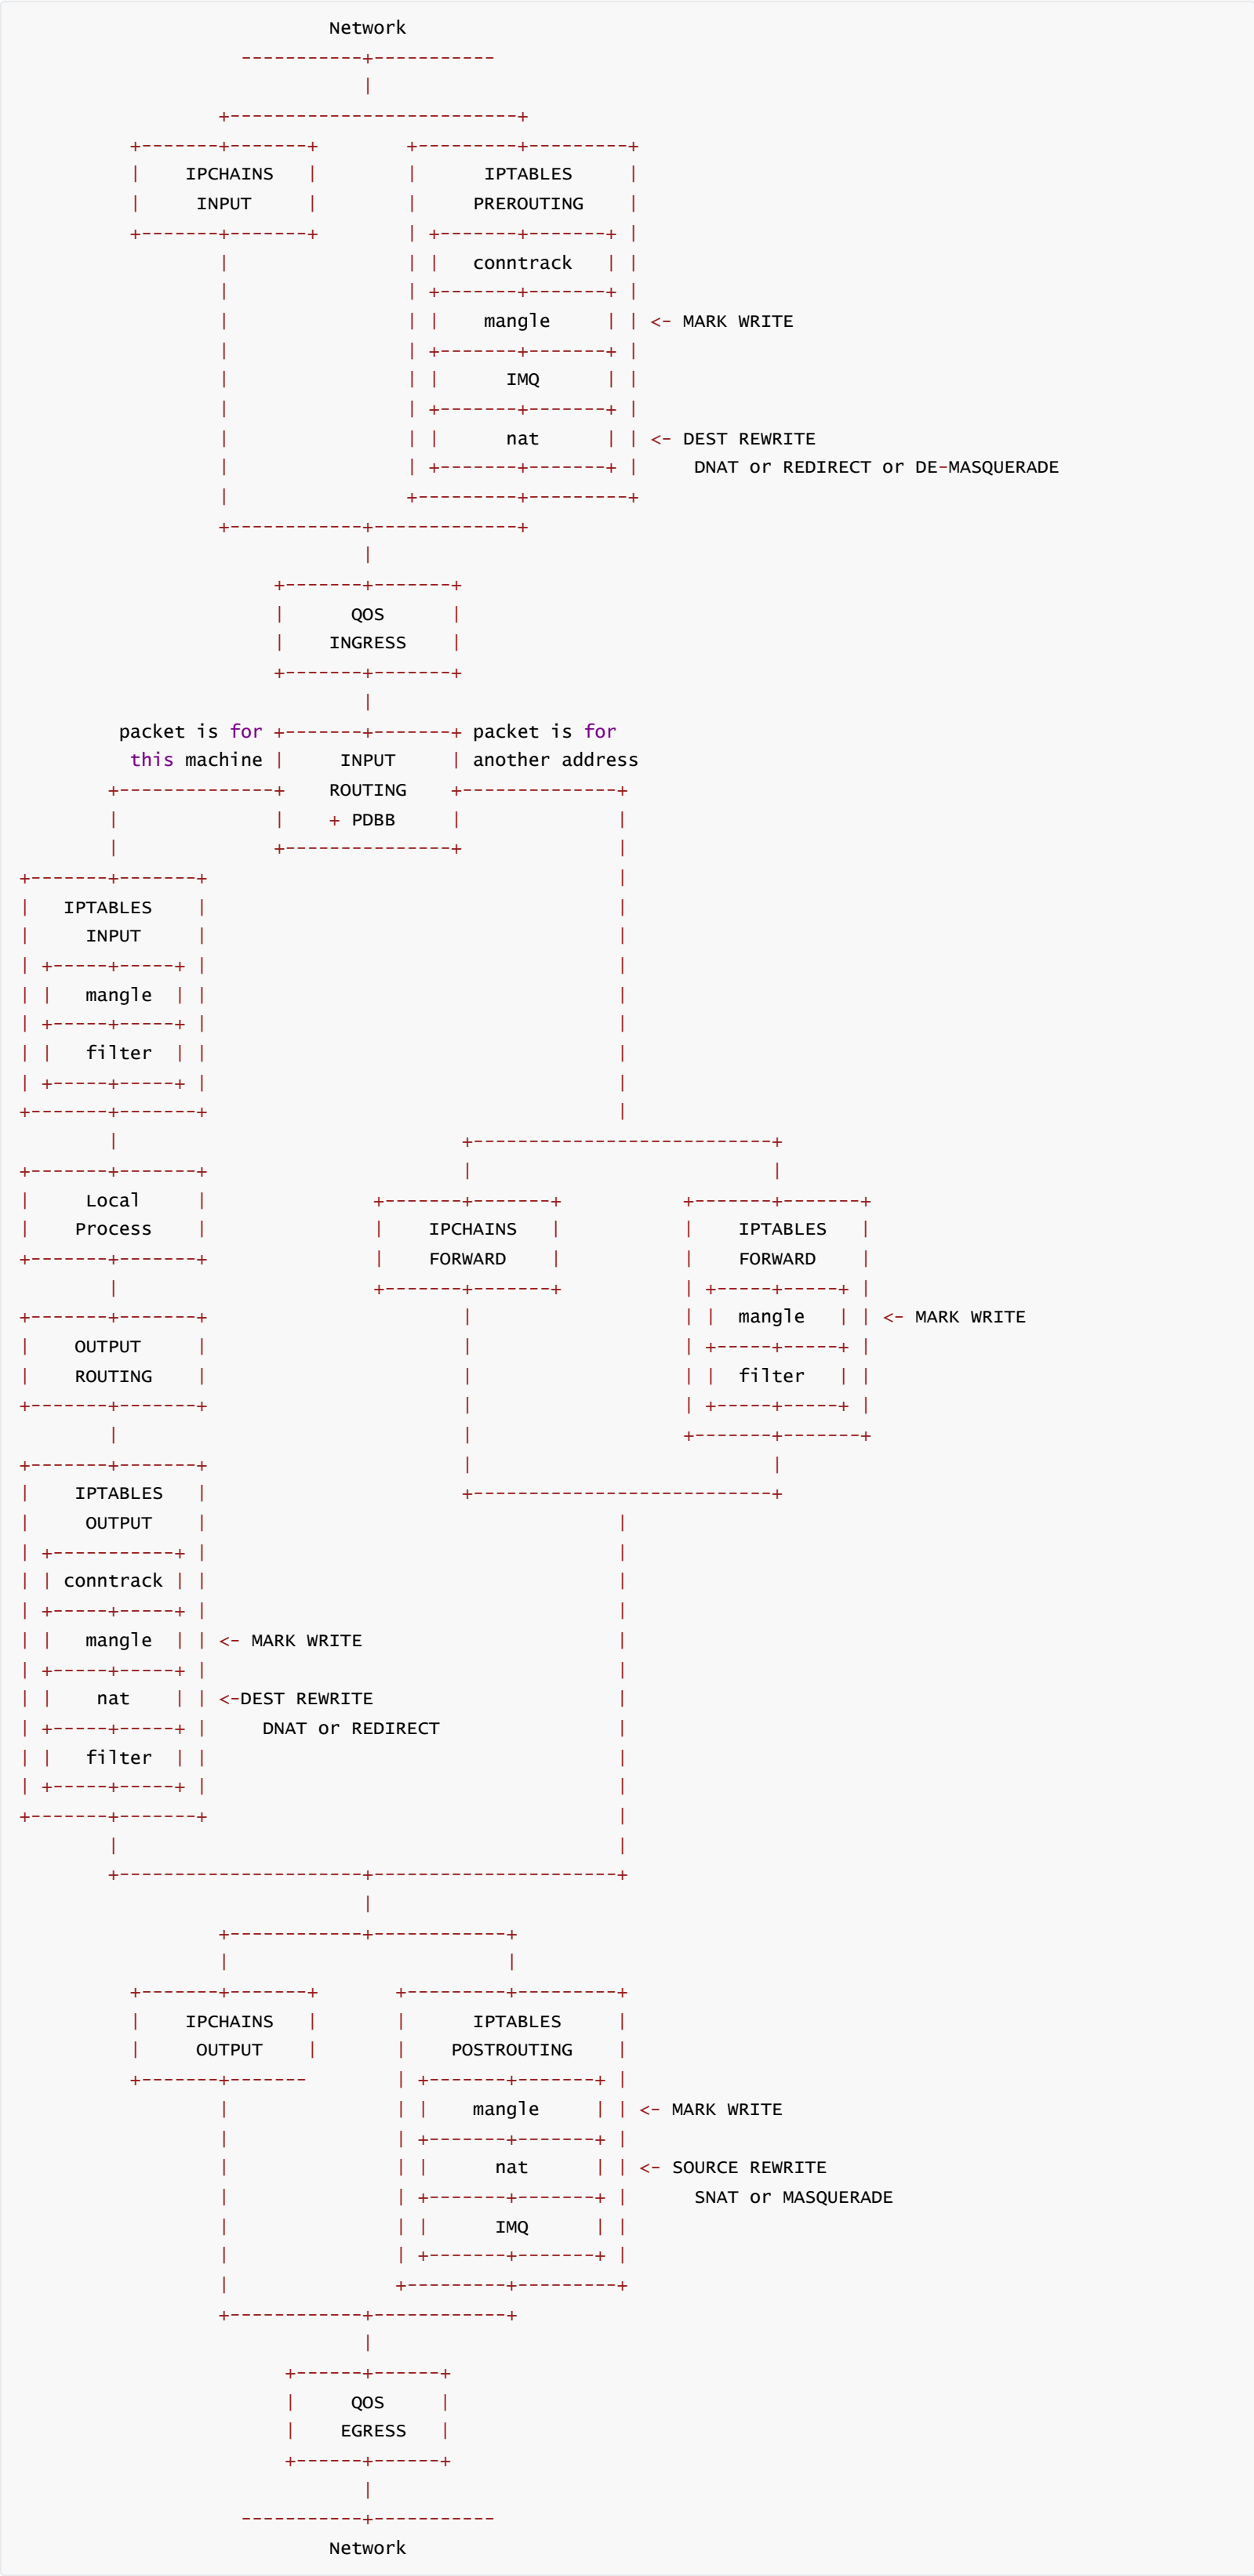 Network
-----------+-----------
|
+--------------------------+
+-------+-------+ +---------+---------+
| IPCHAINS | | IPTABLES |
| INPUT | | PREROUTING |
+-------+-------+ | +-------+-------+ |
| | | conntrack | |
| | +-------+-------+ |
| | | mangle | | <- MARK WRITE
| | +-------+-------+ |
| | | IMQ | |
| | +-------+-------+ |
| | | nat | | <- DEST REWRITE
| | +-------+-------+ | DNAT or REDIRECT or DE-MASQUERADE
| +---------+---------+
+------------+-------------+
|
+-------+-------+
| QOS |
| INGRESS |
+-------+-------+
|
packet is for +-------+-------+ packet is for
this machine | INPUT | another address
+--------------+ ROUTING +--------------+
| | + PDBB | |
| +---------------+ |
+-------+-------+ |
| IPTABLES | |
| INPUT | |
| +-----+-----+ | |
| | mangle | | |
| +-----+-----+ | |
| | filter | | |
| +-----+-----+ | |
+-------+-------+ |
| +---------------------------+
+-------+-------+ | |
| Local | +-------+-------+ +-------+-------+
| Process | | IPCHAINS | | IPTABLES |
+-------+-------+ | FORWARD | | FORWARD |
| +-------+-------+ | +-----+-----+ |
+-------+-------+ | | | mangle | | <- MARK WRITE
| OUTPUT | | | +-----+-----+ |
| ROUTING | | | | filter | |
+-------+-------+ | | +-----+-----+ |
| | +-------+-------+
+-------+-------+ | |
| IPTABLES | +---------------------------+
| OUTPUT | |
| +-----------+ | |
| | conntrack | | |
| +-----+-----+ | |
| | mangle | | <- MARK WRITE |
| +-----+-----+ | |
| | nat | | <-DEST REWRITE |
| +-----+-----+ | DNAT or REDIRECT |
| | filter | | |
| +-----+-----+ | |
+-------+-------+ |
| |
+----------------------+----------------------+
|
+------------+------------+
| |
+-------+-------+ +---------+---------+
| IPCHAINS | | IPTABLES |
| OUTPUT | | POSTROUTING |
+-------+------- | +-------+-------+ |
| | | mangle | | <- MARK WRITE
| | +-------+-------+ |
| | | nat | | <- SOURCE REWRITE
| | +-------+-------+ | SNAT or MASQUERADE
| | | IMQ | |
| | +-------+-------+ |
| +---------+---------+
+------------+------------+
|
+------+------+
| QOS |
| EGRESS |
+------+------+
|
-----------+-----------
Network